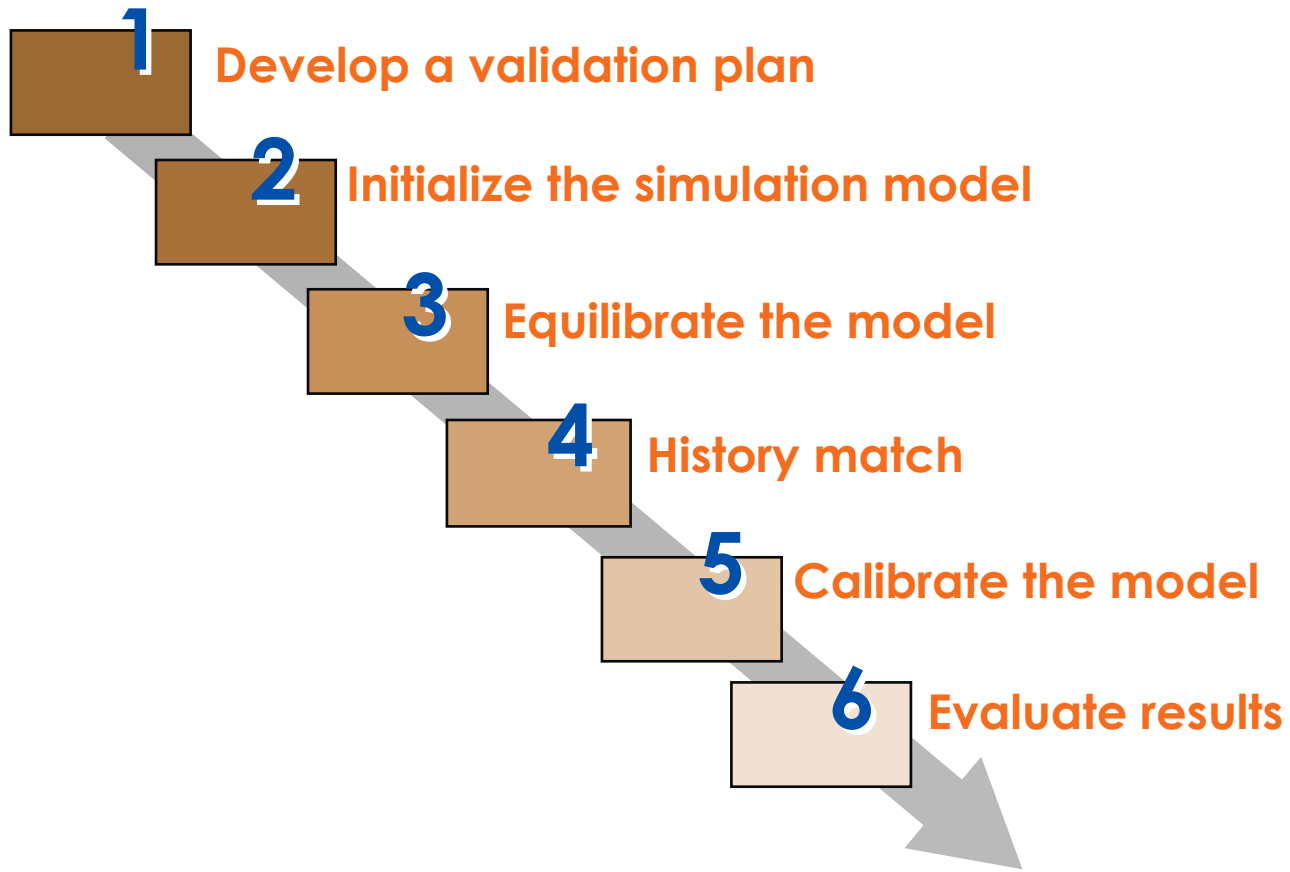 1
Develop a validation plan
2
Initialize the simulation model
3
Equilibrate the model
4
History match
5
Calibrate the model
6
Evaluate results